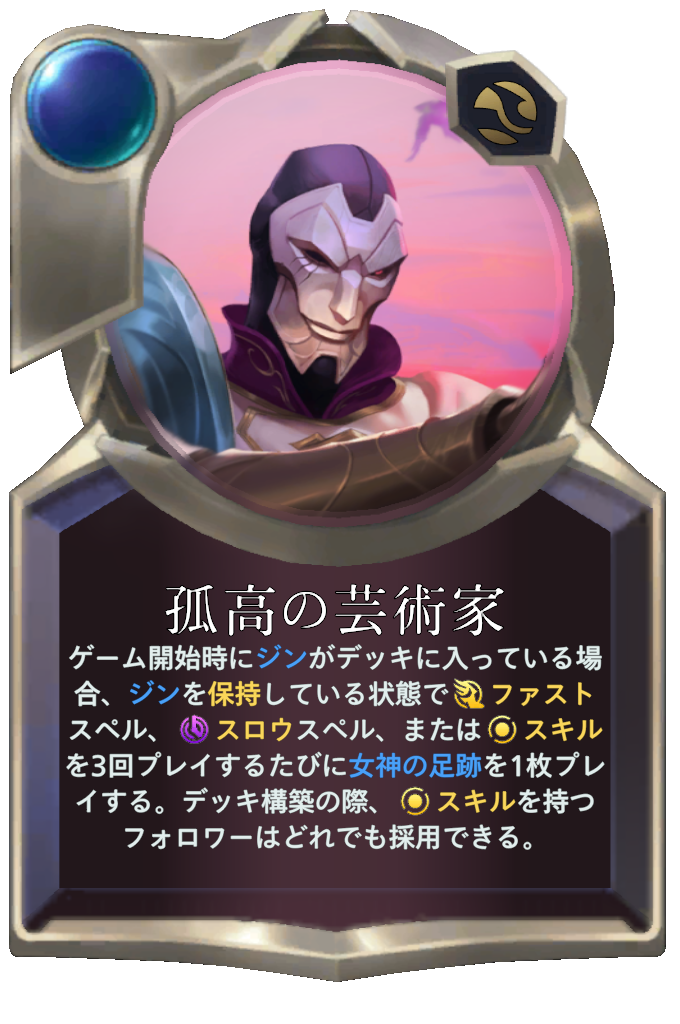 孤高の芸術家
ゲーム開始時にジンがデッキに入っている場
合、ジンを保持している状態でファスト
スペル、スロウスペル、またはスキル
を3回プレイするたびに女神の足跡を1枚プレ
イする。デッキ構築の際、スキルを持つ
フォロワーはどれでも採用できる。